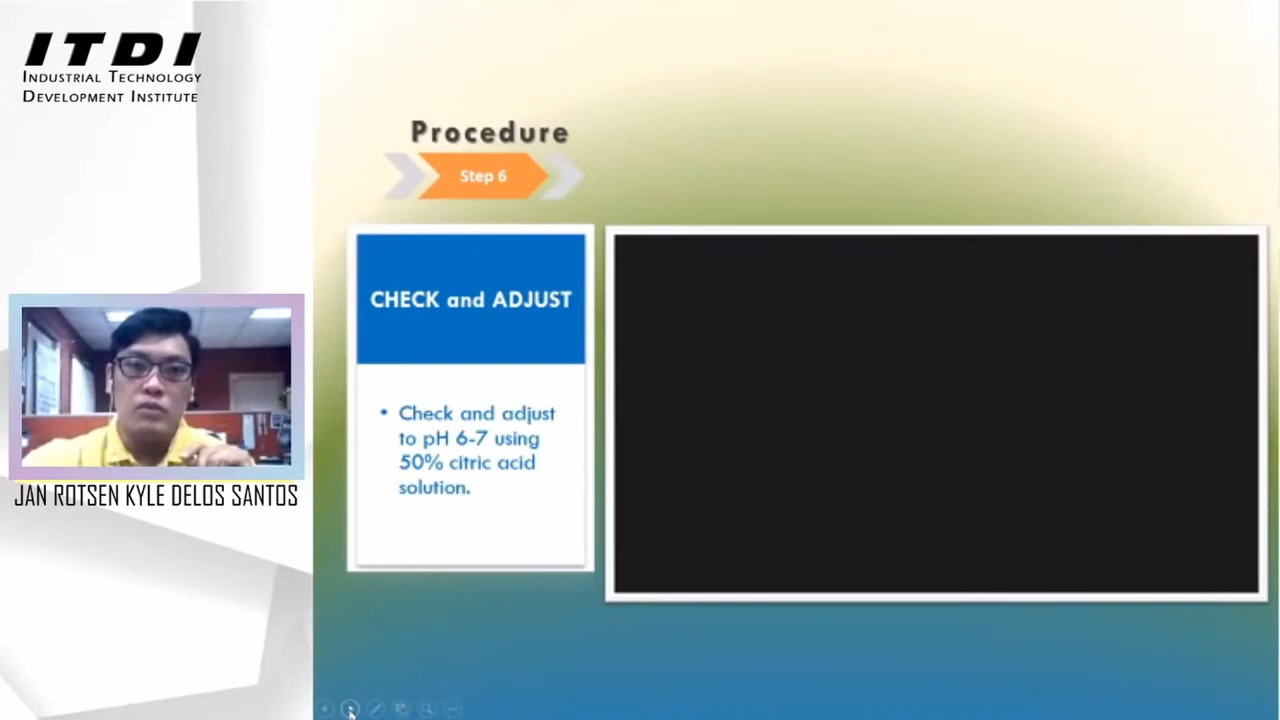 ITDI
INDUSTRIAL TECHNOLOGY
DEVELOPMENT INSTITUTE
Procedure
Step 6
CHECK and ADJUST
• Check and adjust
to pH 6-7 using
50% citric acid
solution.
JAN ROTSEN KYLE DELOS SANTOS